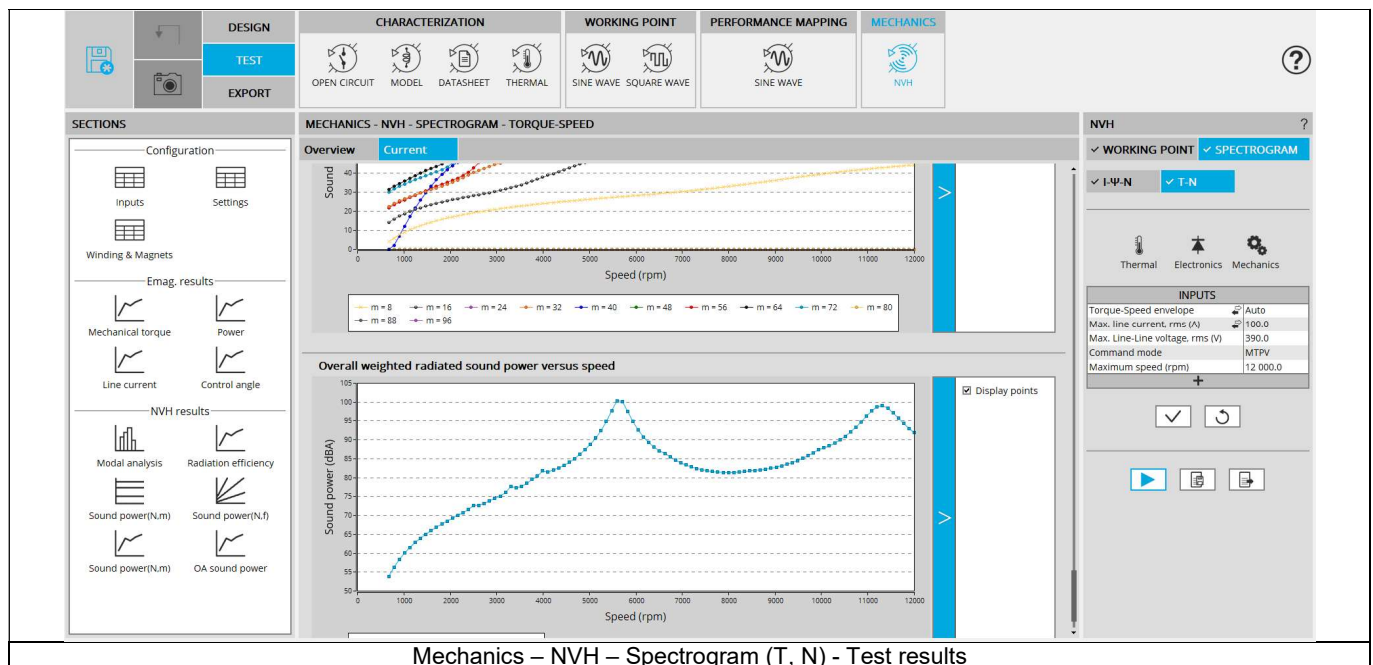 DESIGN
TEST
EXPORT
CHARACTERIZATION
OPEN CIRCUIT
MODEL
DATASHEET
THERMAL
WORKING POINT
SINE WAVE
SQUARE WAVE
PERFORMANCE MAPPING
SINE WAVE
MECHANICS
NVH
?
SECTIONS
Configuration
Inputs
Settings
Winding & Magnets
Emag. results
Mechanical torque
Power
Line current
Control angle
NVH results
Modal analysis
Radiation efficiency
Sound power(N,m)
Sound power(N,f)
Sound power(N,m)
OA sound power
MECHANICS - NVH - SPECTROGRAM - TORQUE-SPEED
Overview
Current
Sound
40
30
20
10
0
0 1000 2000 3000 4000 5000 6000 7000 8000 9000 10000 11000 12000
Speed (rpm)
m = 8 m = 16 m = 24 m = 32 m = 40 m = 48 m = 56 m = 64 m = 72 m = 80
m = 88 m = 96
>
Overall weighted radiated sound power versus speed
Sound power (dBA)
105
100
95
90
85
80
75
70
65
60
55
50
0 1000 2000 3000 4000 5000 6000 7000 8000 9000 10000 11000 12000
Speed (rpm)
>
Display points
NVH ?
WORKING POINT
SPECTROGRAM
I-Ψ-N
T-N
Thermal
Electronics
Mechanics
INPUTS
Torque-Speed envelope Auto
Max. line current, rms (A) 100.0
Max. Line-Line voltage, rms (V) 390.0
Command mode MTPV
Maximum speed (rpm) 12 000.0
+
Mechanics – NVH – Spectrogram (T, N) - Test results